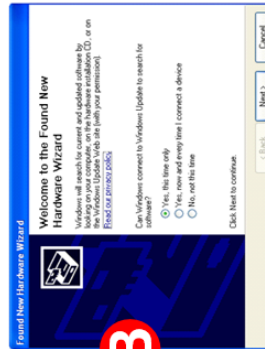 Found New Hardware Wizard
Welcome to the Found New
Hardware Wizard
Windows will search for current and updated software by
looking on your computer, on the hardware installation CD, or on
the Windows Update Web site (with your permission).
Read our privacy policy
Can Windows connect to Windows Update to search for
software?
Yes, this time only
Yes, now and every time I connect a device
No, not this time
Click Next to continue.
< Back
Next >
Cancel
3